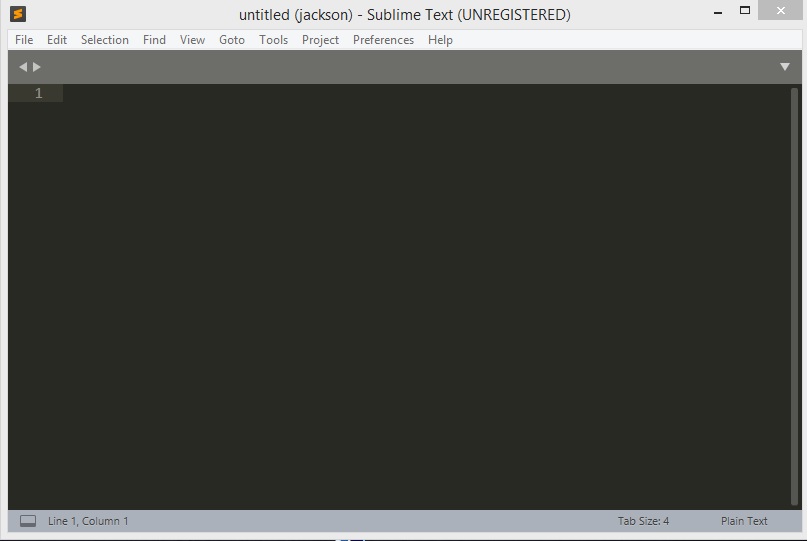 untitled (jackson) - Sublime Text (UNREGISTERED)
File Edit Selection Find View Goto Tools Project Preferences Help
1
Line 1, Column 1 Tab Size: 4 Plain Text